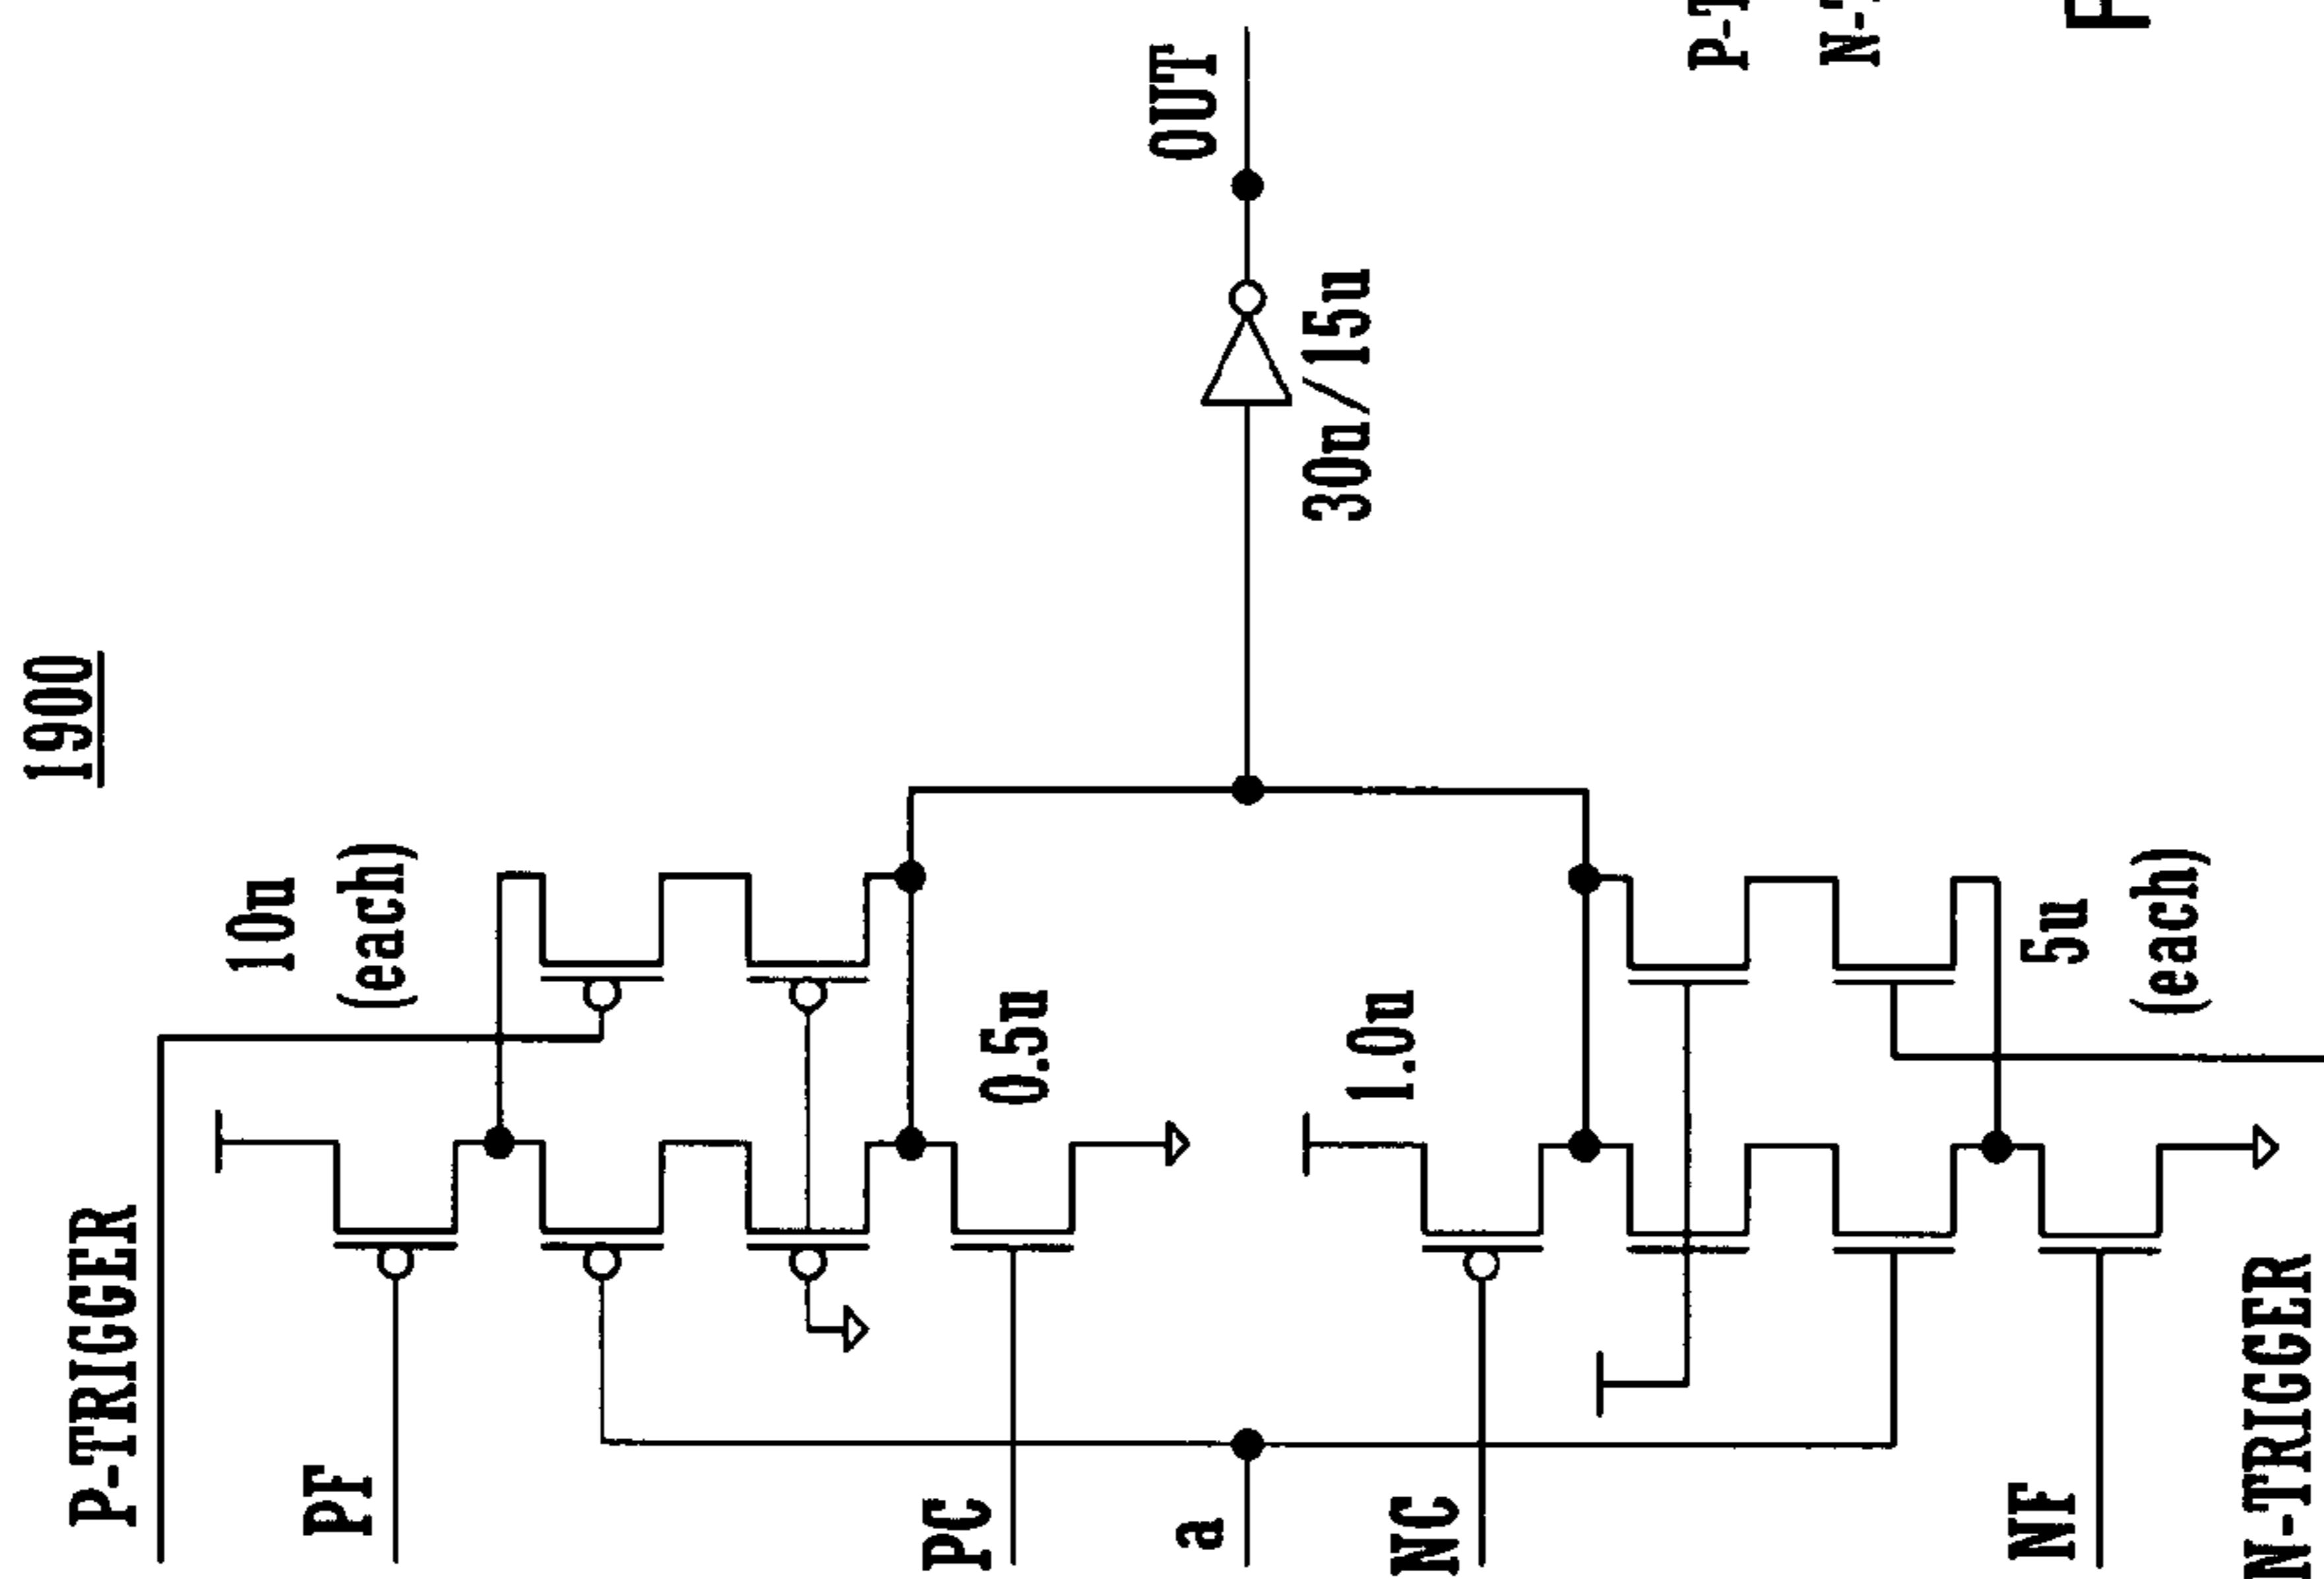 1900
P-TRIGGER
10u
PF
(each)
PC
0.5u
OUT
a
30u/15u
1.0u
NC
NF
5u
(each)
N-TRIGGER